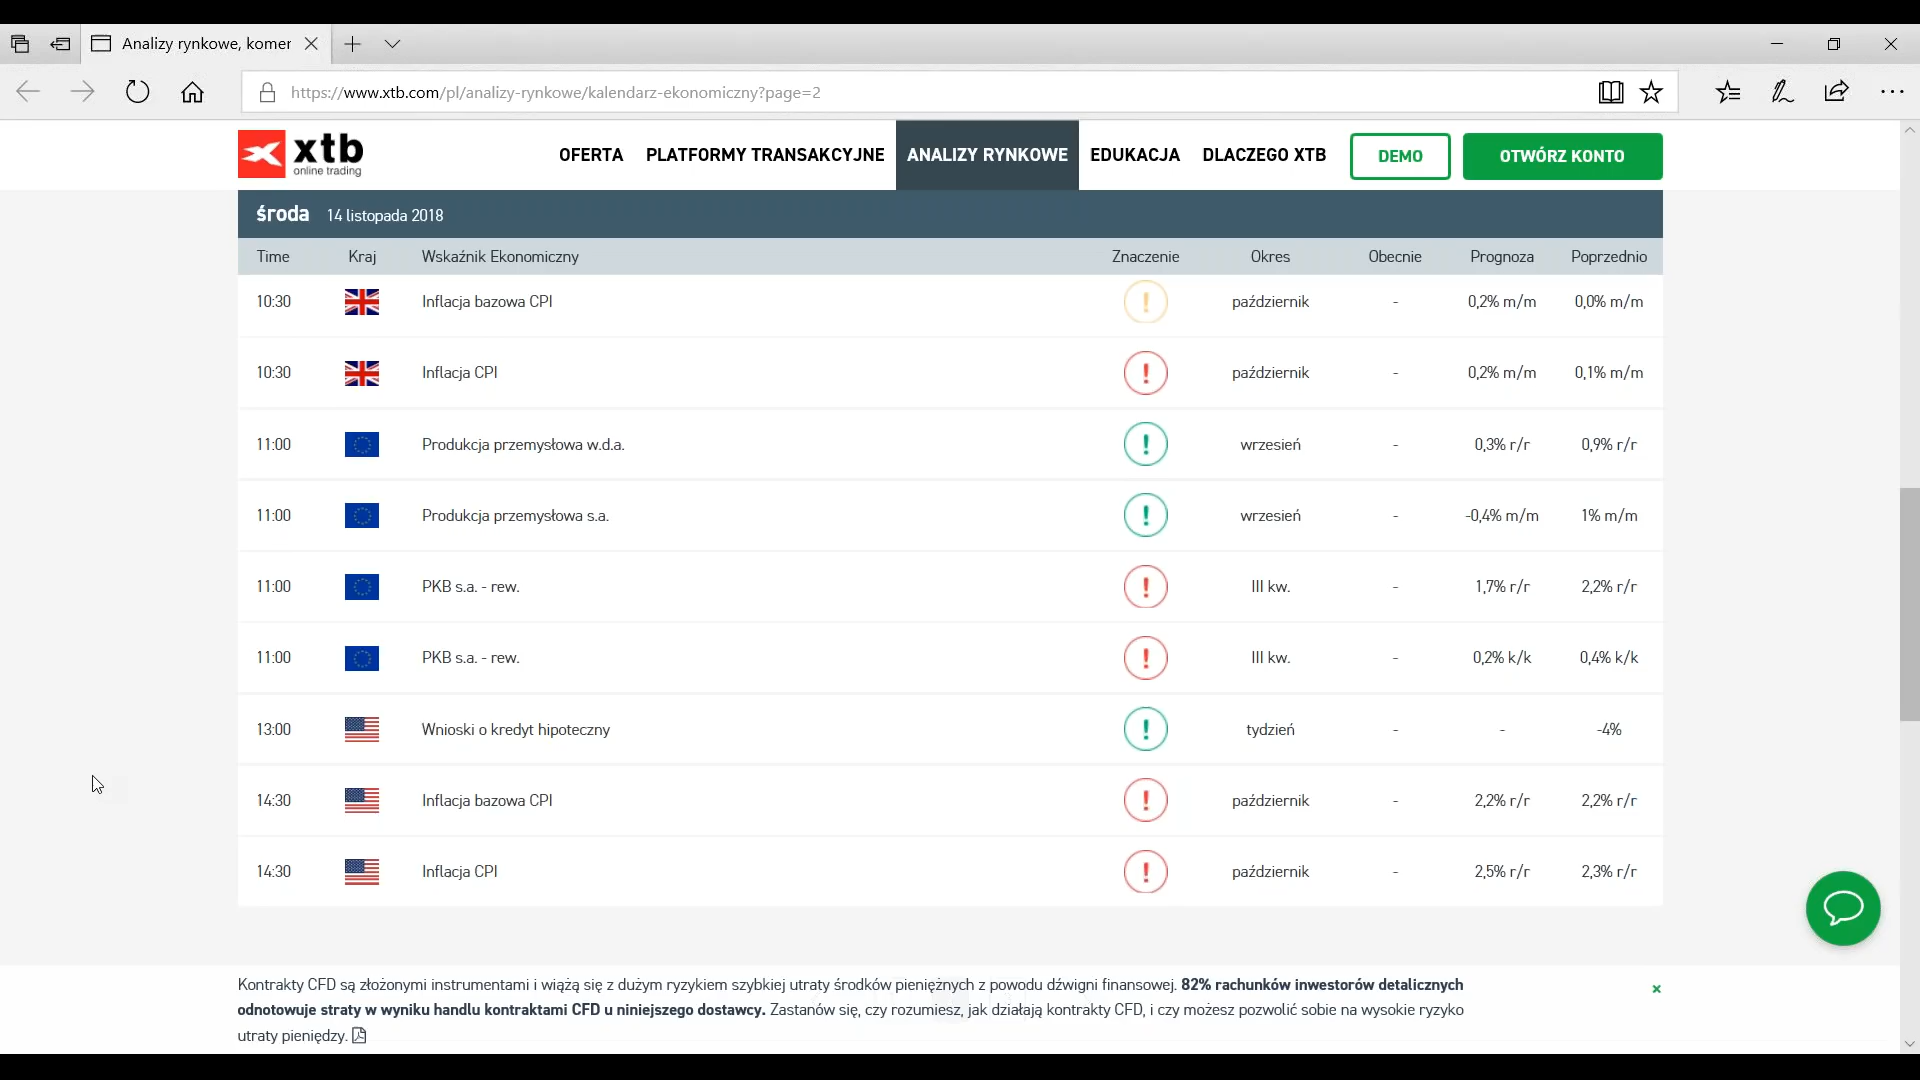 Analizy rynkowe, komer
https://www.xtb.com/pl/analizy-rynkowe/kalendarz-ekonomiczny?page=2
xtb
online trading
OFERTA PLATFORMY TRANSAKCYJNE ANALIZY RYNKOWE EDUKACJA DLACZEGO XTB DEMO OTWÓRZ KONTO
środa 14 listopada 2018
Time Kraj Wskaźnik Ekonomiczny Znaczenie Okres Obecnie Prognoza Poprzednio
10:30 Inflacja bazowa CPI ! październik - 0,2% m/m 0,0% m/m
10:30 Inflacja CPI ! październik - 0,2% m/m 0,1% m/m
11:00 Produkcja przemysłowa w.d.a. ! wrzesień - 0,3% r/r 0,9% r/r
11:00 Produkcja przemysłowa s.a. ! wrzesień - -0,4% m/m 1% m/m
11:00 PKB s.a. - rew. ! III kw. - 1,7% r/r 2,2% r/r
11:00 PKB s.a. - rew. ! III kw. - 0,2% k/k 0,4% k/k
13:00 Wnioski o kredyt hipoteczny ! tydzień - - -4%
14:30 Inflacja bazowa CPI ! październik - 2,2% r/r 2,2% r/r
14:30 Inflacja CPI ! październik - 2,5% r/r 2,3% r/r
Kontrakty CFD są złożonymi instrumentami i wiążą się z dużym ryzykiem szybkiej utraty środków pieniężnych z powodu dźwigni finansowej. 82% rachunków inwestorów detalicznych
odnotowuje straty w wyniku handlu kontraktami CFD u niniejszego dostawcy. Zastanów się, czy rozumiesz, jak działają kontrakty CFD, i czy możesz pozwolić sobie na wysokie ryzyko
utraty pieniędzy.